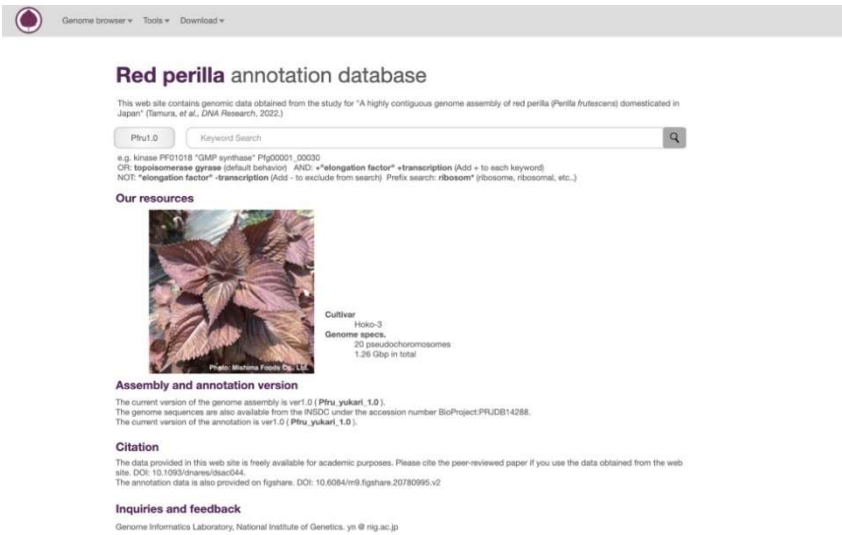 Genome browser ▾ Tools ▾ Download ▾
Red perilla annotation database
This web site contains genomic data obtained from the study for "A highly contiguous genome assembly of red perilla (Perilla frutescens) domesticated in
Japan" (Tamura, et al., DNA Research, 2022.)
Pfru1.0 Keyword Search
e.g. kinase PF01018 "GMP synthase" Pfg00001_00030
OR: topoisomerase gyrase (default behavior) AND: +"elongation factor" +transcription (Add + to each keyword)
NOT: "elongation factor" -transcription (Add - to exclude from search) Prefix search: ribosom* (ribosome, ribosomal, etc..)
Our resources
Photo: Mishima Foods Co., Ltd.
Cultivar
Hoko-3
Genome specs.
20 pseudochoromosomes
1.26 Gbp in total
Assembly and annotation version
The current version of the genome assembly is ver1.0 ( Pfru_yukari_1.0 ).
The genome sequences are also available from the INSDC under the accession number BioProject:PRJDB14288.
The current version of the annotation is ver1.0 ( Pfru_yukari_1.0 ).
Citation
The data provided in this web site is freely available for academic purposes. Please cite the peer-reviewed paper if you use the data obtained from the web
site. DOI: 10.1093/dnares/dsac044.
The annotation data is also provided on figshare. DOI: 10.6084/m9.figshare.20780995.v2
Inquiries and feedback
Genome Informatics Laboratory, National Institute of Genetics. yn @ nig.ac.jp